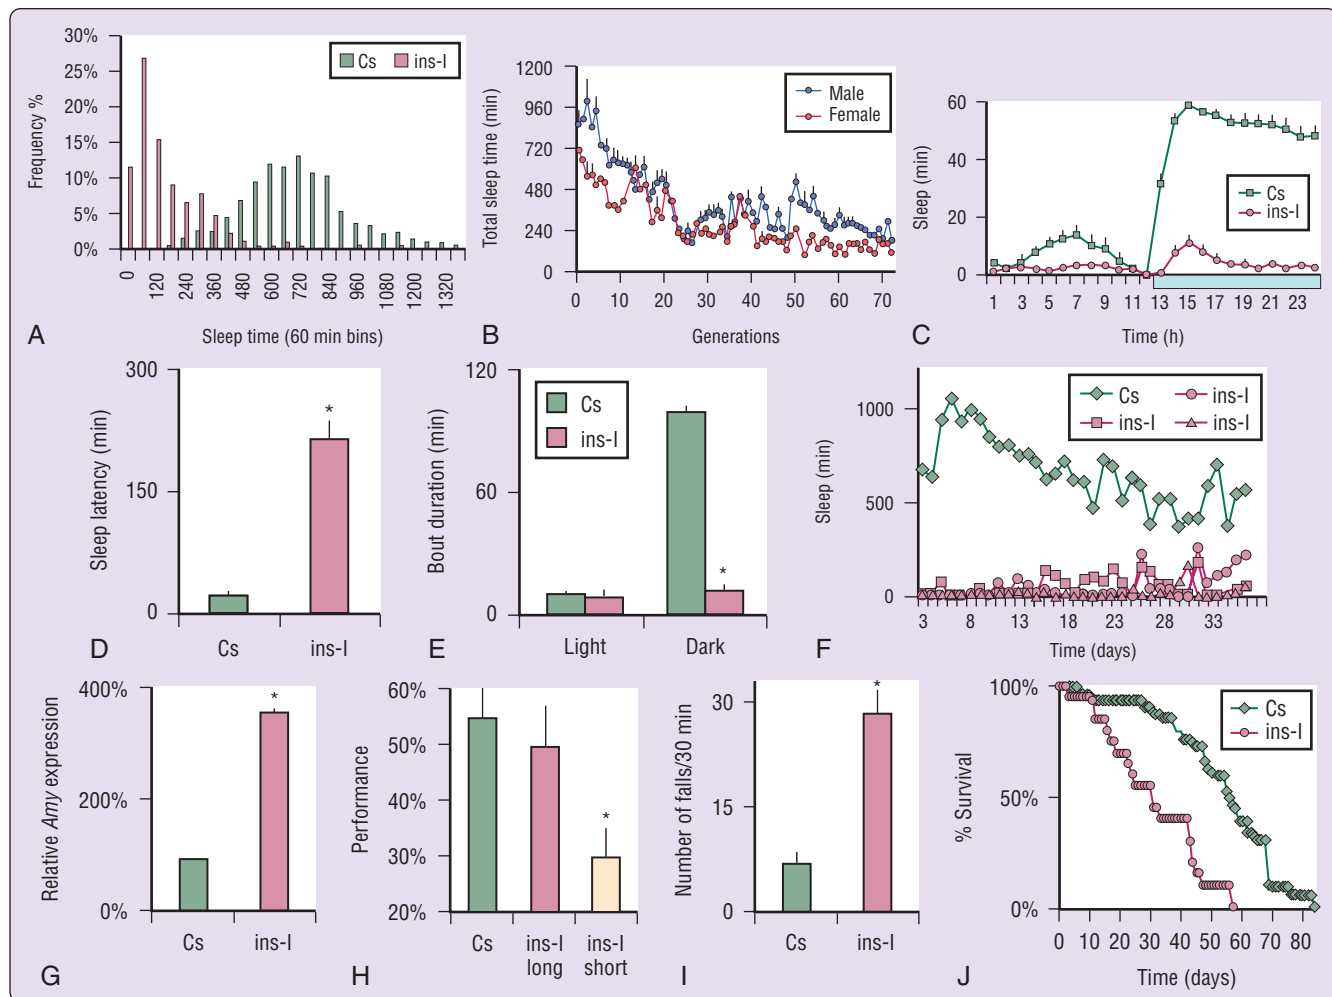 30%
25%
20%
15%
10%
5%
0%
Frequency %
Cs ins-l
0 120 240 360 480 600 720 840 960 1080 1200 1320
A Sleep time (60 min bins)
1200
960
720
480
240
0
Total sleep time (min)
Male
Female
0 10 20 30 40 50 60 70
B Generations
60
40
20
0
Sleep (min)
Cs
ins-l
1 3 5 7 9 11 13 15 17 19 21 23
C Time (h)
300
150
0
Sleep latency (min)
*
D Cs ins-l
120
60
0
Bout duration (min)
Cs
ins-l
*
E Light Dark
1000
500
0
Sleep (min)
Cs ins-l
ins-l ins-l
3 8 13 18 23 28 33
F Time (days)
400%
200%
0%
Relative Amy expression
*
Cs ins-l
G
60%
50%
40%
30%
20%
Performance
*
Cs ins-l long ins-l short
H
30
15
0
Number of falls/30 min
*
Cs ins-l
I
100%
50%
0%
% Survival
Cs
ins-l
0 10 20 30 40 50 60 70 80
J Time (days)